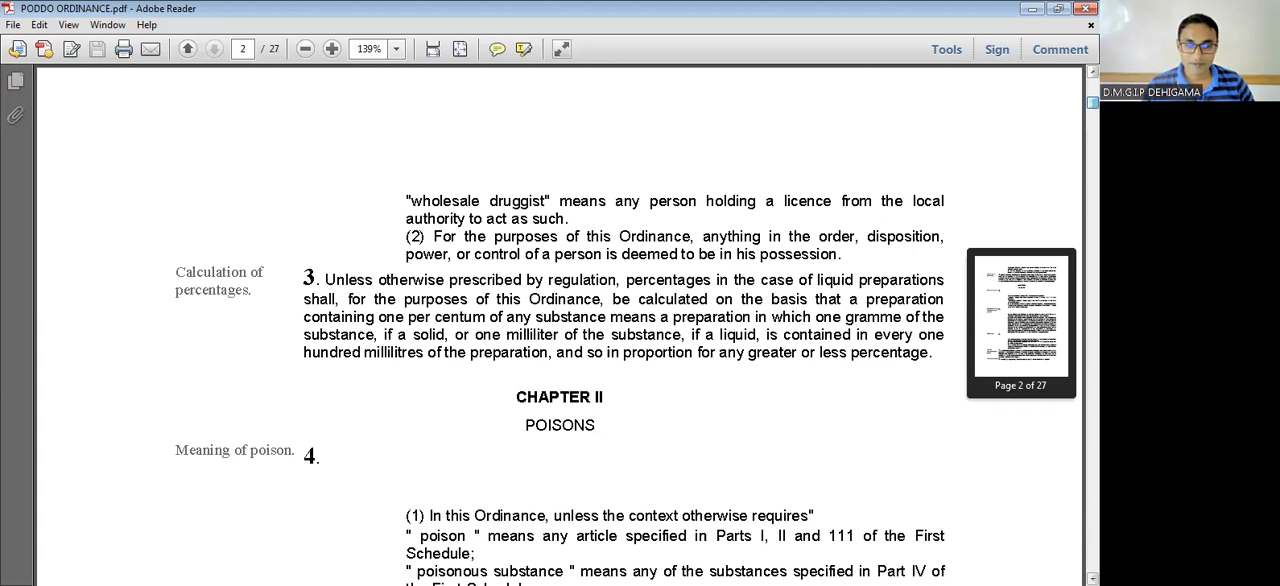 PODDO ORDINANCE.pdf - Adobe Reader
File Edit View Window Help
2 / 27 139% Tools Sign Comment
D.M.G.I.P DEHIGAMA
"wholesale druggist" means any person holding a licence from the local
authority to act as such.
(2) For the purposes of this Ordinance, anything in the order, disposition,
power, or control of a person is deemed to be in his possession.
Calculation of
percentages.
3. Unless otherwise prescribed by regulation, percentages in the case of liquid preparations
shall, for the purposes of this Ordinance, be calculated on the basis that a preparation
containing one per centum of any substance means a preparation in which one gramme of the
substance, if a solid, or one milliliter of the substance, if a liquid, is contained in every one
hundred millilitres of the preparation, and so in proportion for any greater or less percentage.
Page 2 of 27
CHAPTER II
POISONS
Meaning of poison. 4.
(1) In this Ordinance, unless the context otherwise requires"
" poison " means any article specified in Parts I, II and 111 of the First
Schedule;
" poisonous substance " means any of the substances specified in Part IV of
the First Schedule